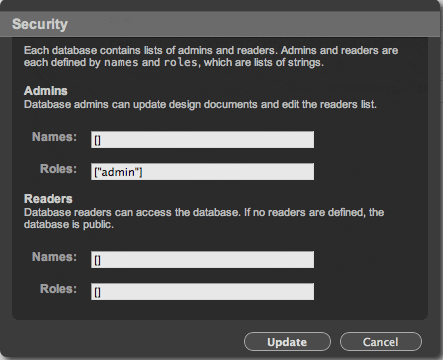 Security
Each database contains lists of admins and readers. Admins and readers are
each defined by names and roles, which are lists of strings.
Admins
Database admins can update design documents and edit the readers list.
Names: []
Roles: ["admin"]
Readers
Database readers can access the database. If no readers are defined, the
database is public.
Names: []
Roles: []
Update Cancel